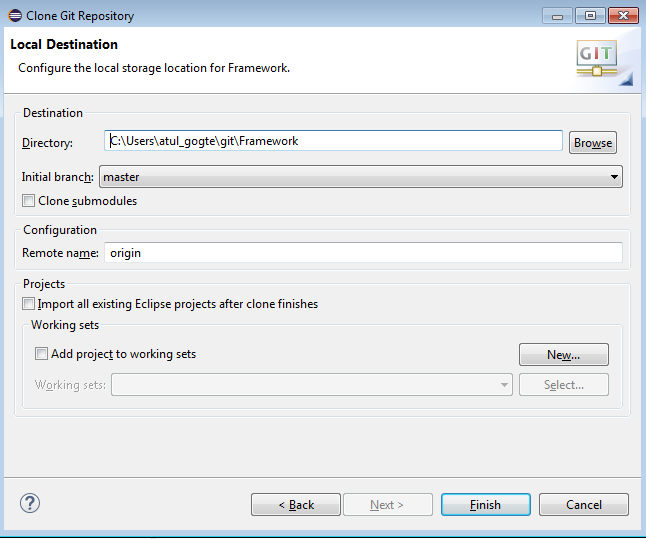 Clone Git Repository
Local Destination
Configure the local storage location for Framework.
GIT
Destination
Directory: C:\Users\atul_gogte\git\Framework Browse
Initial branch: master
Clone submodules
Configuration
Remote name: origin
Projects
Import all existing Eclipse projects after clone finishes
Working sets
Add project to working sets New...
Working sets: Select...
? < Back Next > Finish Cancel